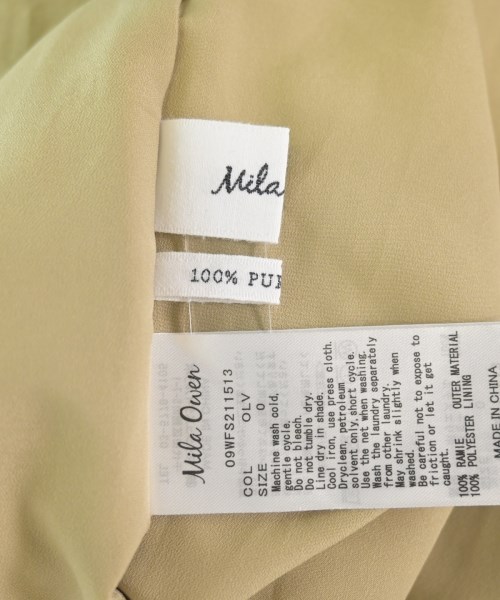 Mila
100% PUR
Mila Owen
09WFS211513
COL OLV
SIZE 0
Machine wash cold,
gentle cycle.
Do not bleach.
Do not tumble dry.
Line dry in shade.
Cool iron, use press cloth.
Dryclean, petroleum
solvent only,short cycle.
Use the net when washing.
Wash the laundry separately
from other laundry.
May shrink slightly when
washed.
Be careful not to expose to
friction or let it get
caught.
100% RAMIE OUTER MATERIAL
100% POLYESTER LINING
MADE IN CHINA